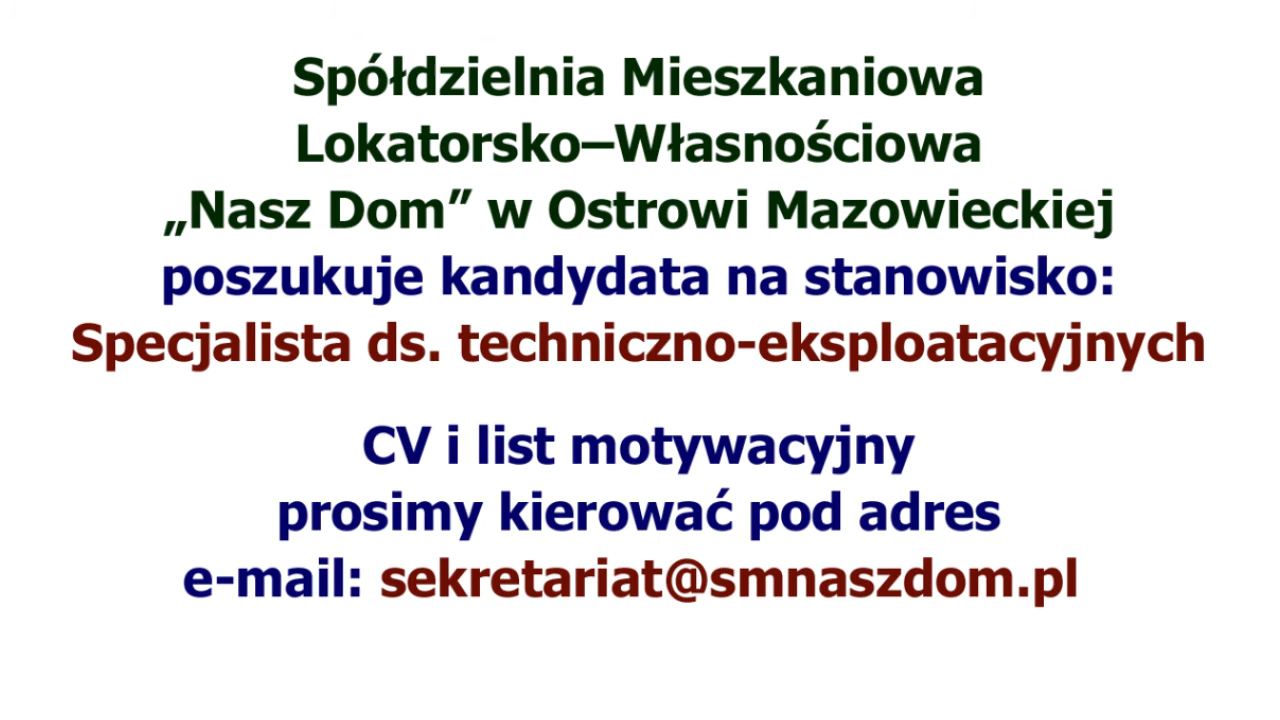 Spółdzielnia Mieszkaniowa
Lokatorsko–Własnościowa
„Nasz Dom” w Ostrowi Mazowieckiej
poszukuje kandydata na stanowisko:
Specjalista ds. techniczno-eksploatacyjnych
CV i list motywacyjny
prosimy kierować pod adres
e-mail: sekretariat@smnaszdom.pl